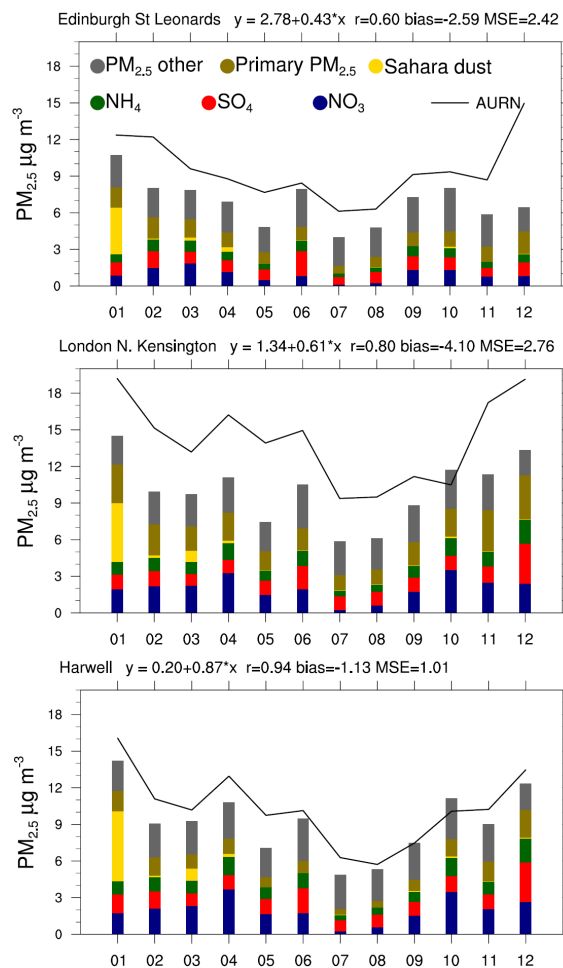 Edinburgh St Leonards y = 2.78+0.43*x r=0.60 bias=-2.59 MSE=2.42
PM2.5 µg m-3
18
15
12
9
6
3
0
PM2.5 other Primary PM2.5 Sahara dust
NH4 SO4 NO3 AURN
01 02 03 04 05 06 07 08 09 10 11 12
London N. Kensington y = 1.34+0.61*x r=0.80 bias=-4.10 MSE=2.76
PM2.5 µg m-3
18
15
12
9
6
3
0
01 02 03 04 05 06 07 08 09 10 11 12
Harwell y = 0.20+0.87*x r=0.94 bias=-1.13 MSE=1.01
PM2.5 µg m-3
18
15
12
9
6
3
0
01 02 03 04 05 06 07 08 09 10 11 12